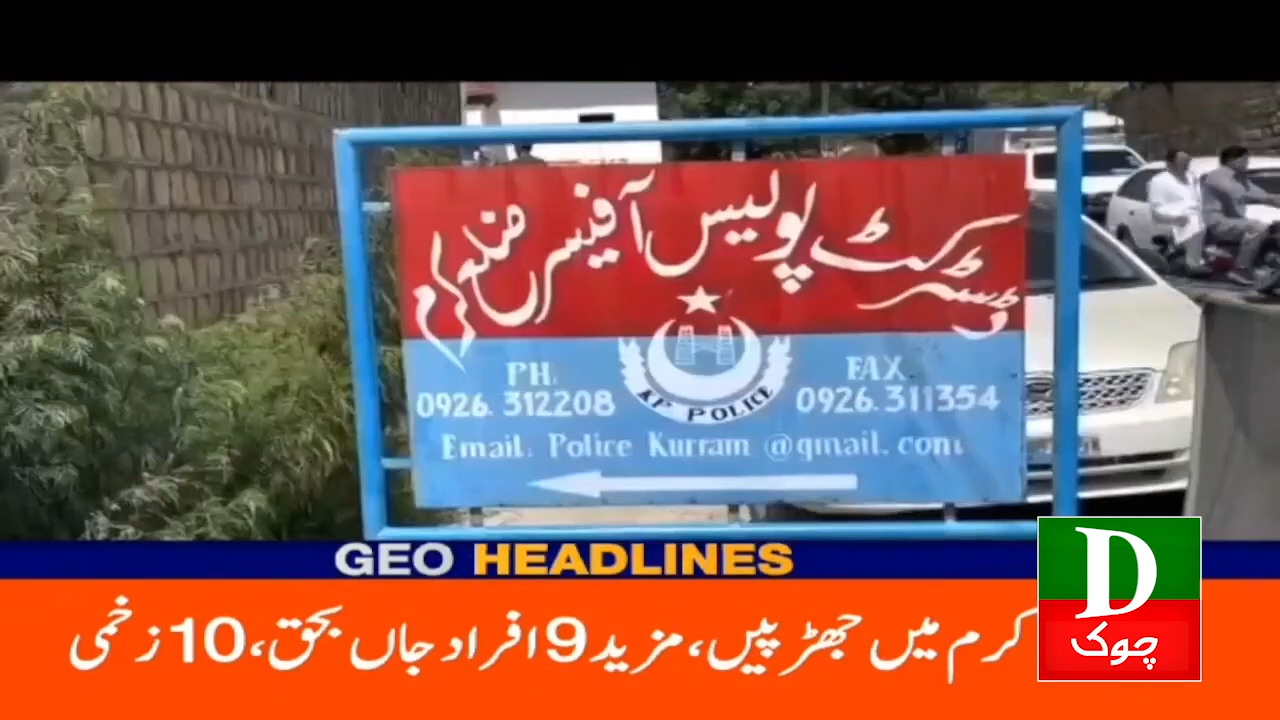 ڈسٹرکٹ پولیس آفیسر ضلع کرم
PH.
0926.312208
KP POLICE
FAX.
0926.311354
Email. Police Kurram @gmail.com
GEO HEADLINES
کرم میں جھڑپیں، مزید 9 افراد جاں بحق، 10 زخمی
D
چوک